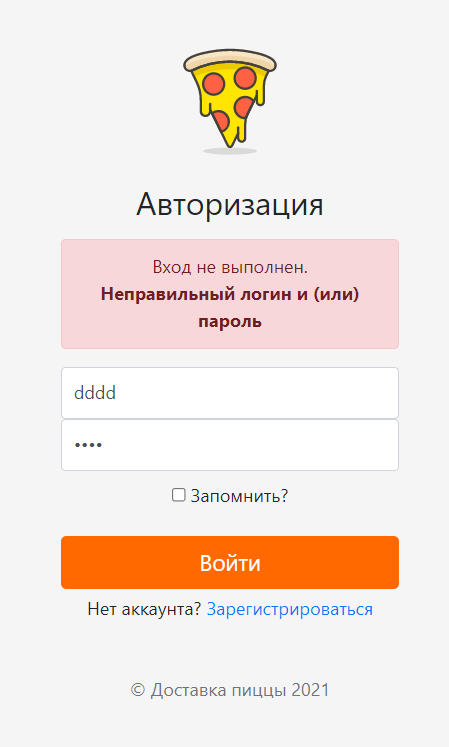 Авторизация
Вход не выполнен.
Неправильный логин и (или)
пароль
dddd
••••
Запомнить?
Войти
Нет аккаунта? Зарегистрироваться
© Доставка пиццы 2021